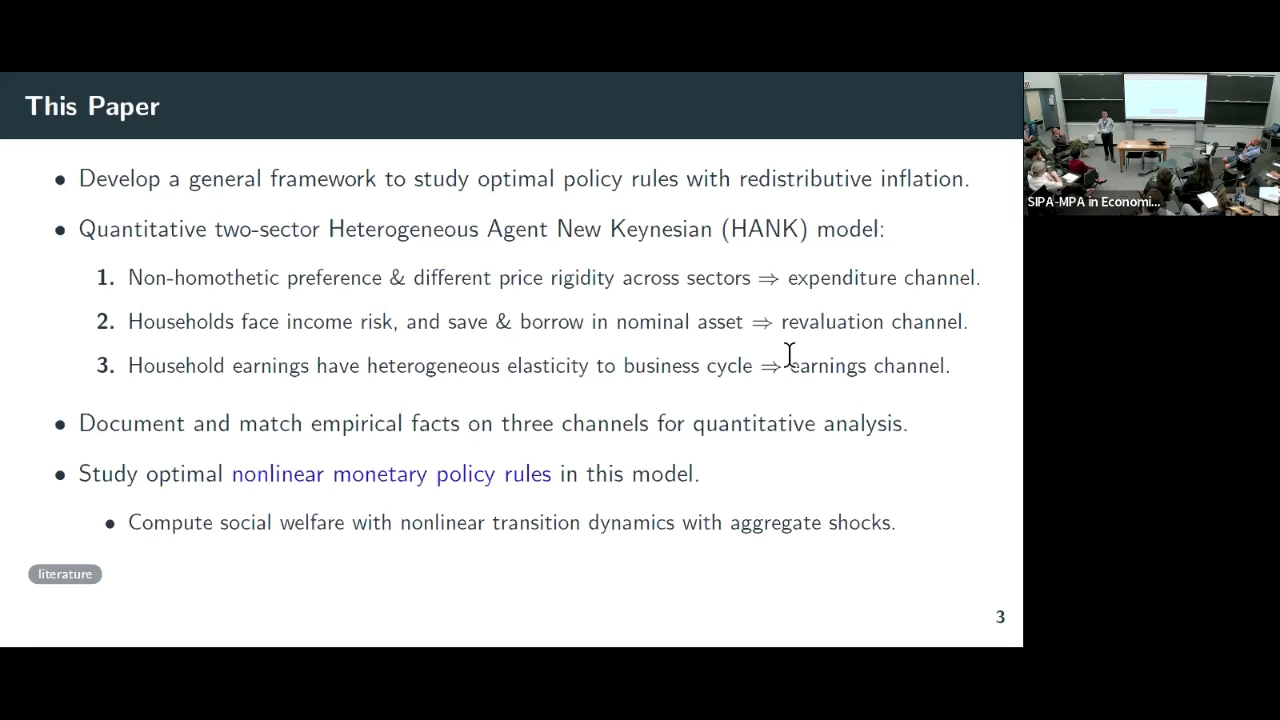 This Paper
• Develop a general framework to study optimal policy rules with redistributive inflation.
• Quantitative two-sector Heterogeneous Agent New Keynesian (HANK) model:
1. Non-homothetic preference & different price rigidity across sectors ⇒ expenditure channel.
2. Households face income risk, and save & borrow in nominal asset ⇒ revaluation channel.
3. Household earnings have heterogeneous elasticity to business cycle ⇒ earnings channel.
• Document and match empirical facts on three channels for quantitative analysis.
• Study optimal nonlinear monetary policy rules in this model.
• Compute social welfare with nonlinear transition dynamics with aggregate shocks.
literature
3
SIPA-MPA in Economi...